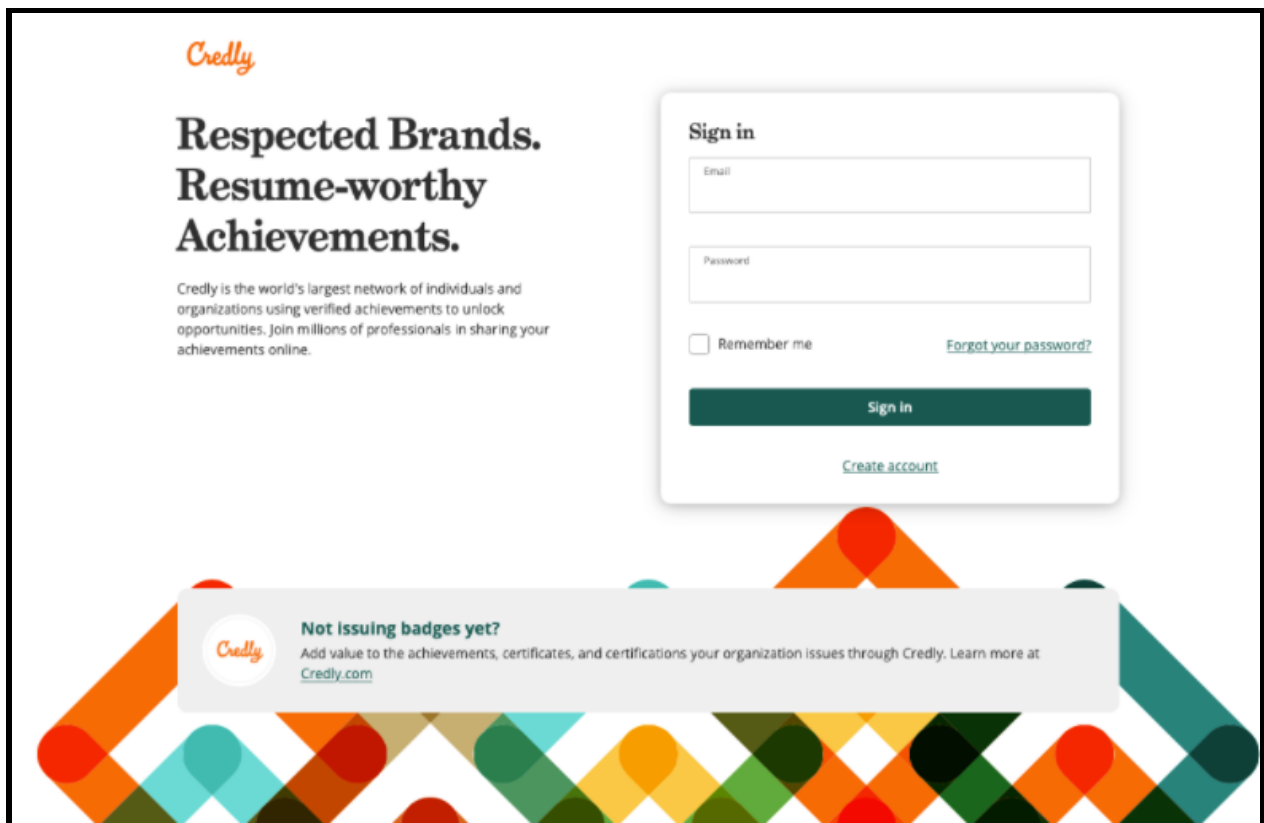 Credly
Respected Brands.
Resume-worthy
Achievements.
Credly is the world's largest network of individuals and
organizations using verified achievements to unlock
opportunities. Join millions of professionals in sharing your
achievements online.
Sign in
Email
Password
Remember me
Forgot your password?
Sign in
Create account
Credly
Not issuing badges yet?
Add value to the achievements, certificates, and certifications your organization issues through Credly. Learn more at
Credly.com